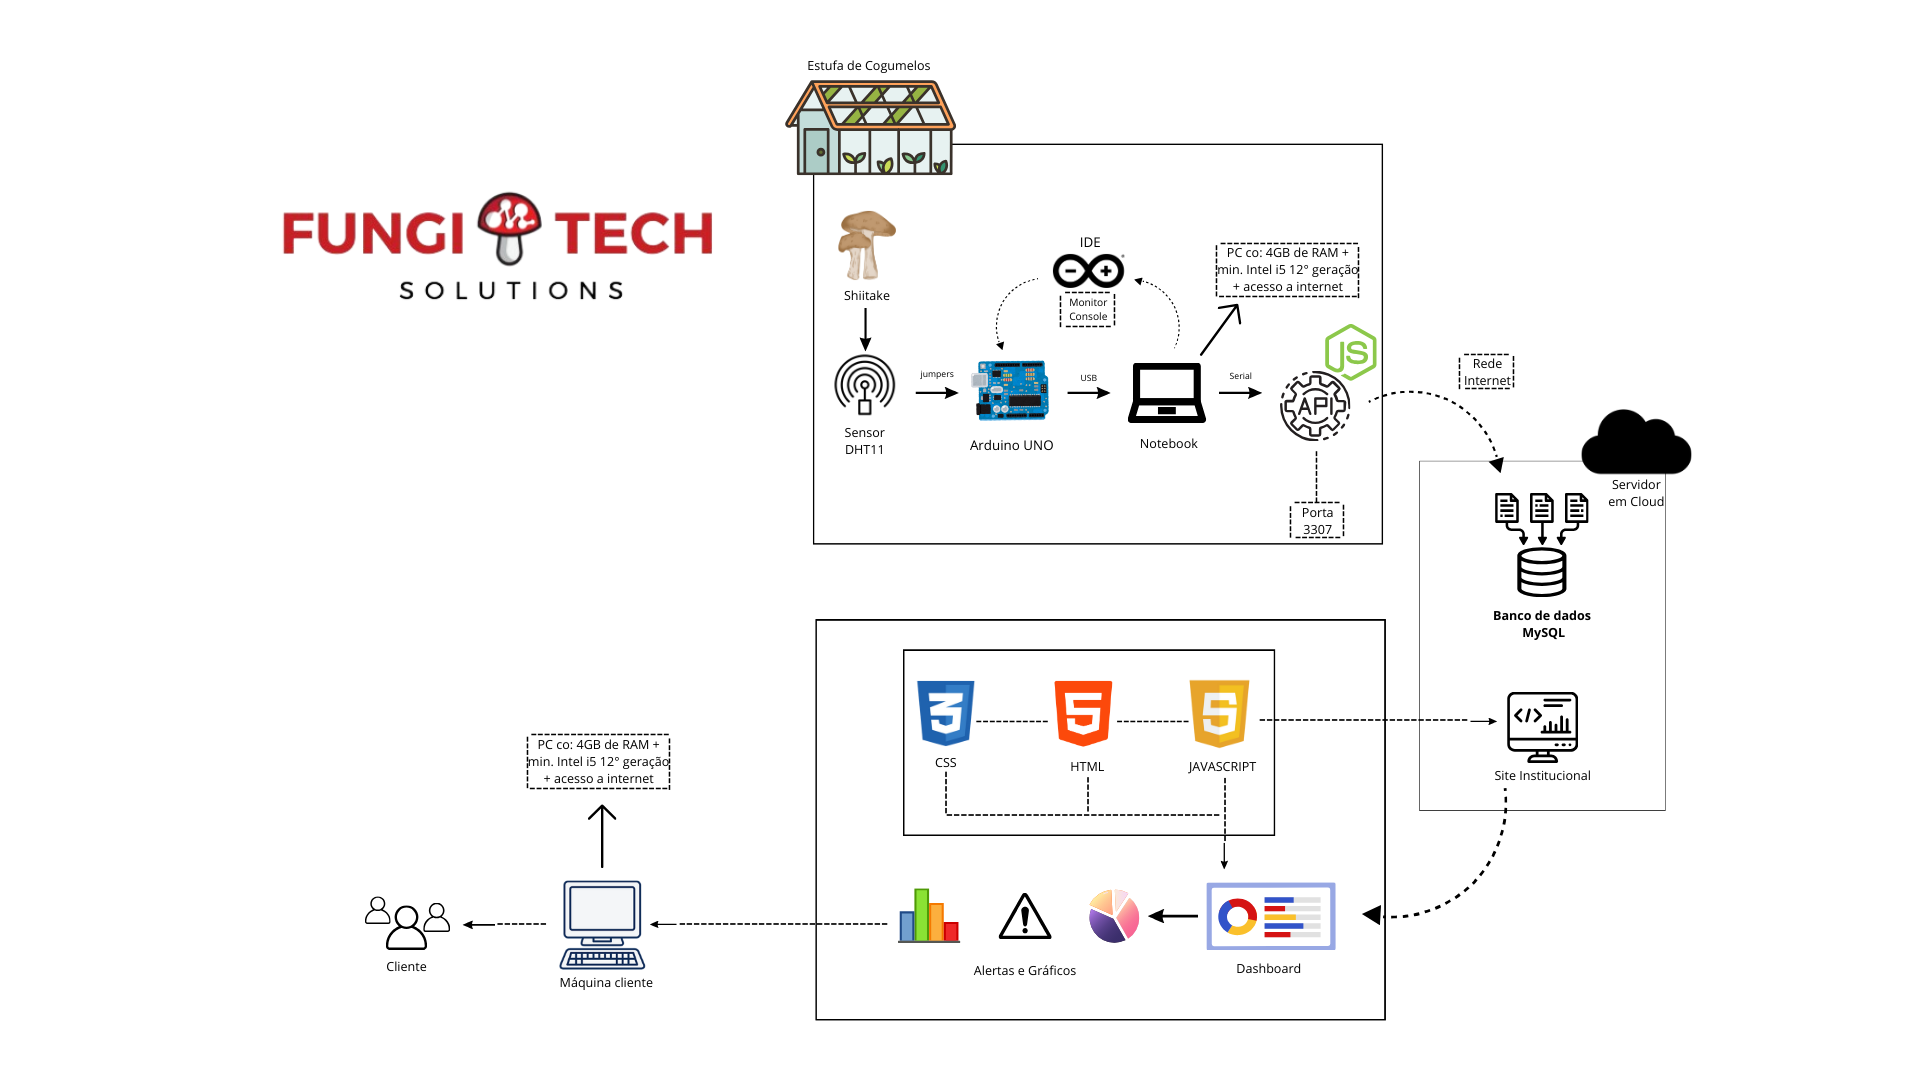 Estufa de Cogumelos
FUNGI TECH
SOLUTIONS
Shiitake
IDE
Monitor
Console
PC co: 4GB de RAM +
min. Intel i5 12° geração
+ acesso a internet
JS
jumpers
USB
Serial
API
Sensor
DHT11
Arduino UNO
Notebook
Porta
3307
Rede
Internet
Servidor
em Cloud
Banco de dados
MySQL
CSS
HTML
JAVASCRIPT
Site Institucional
PC co: 4GB de RAM +
min. Intel i5 12° geração
+ acesso a internet
Cliente
Máquina cliente
Alertas e Gráficos
Dashboard